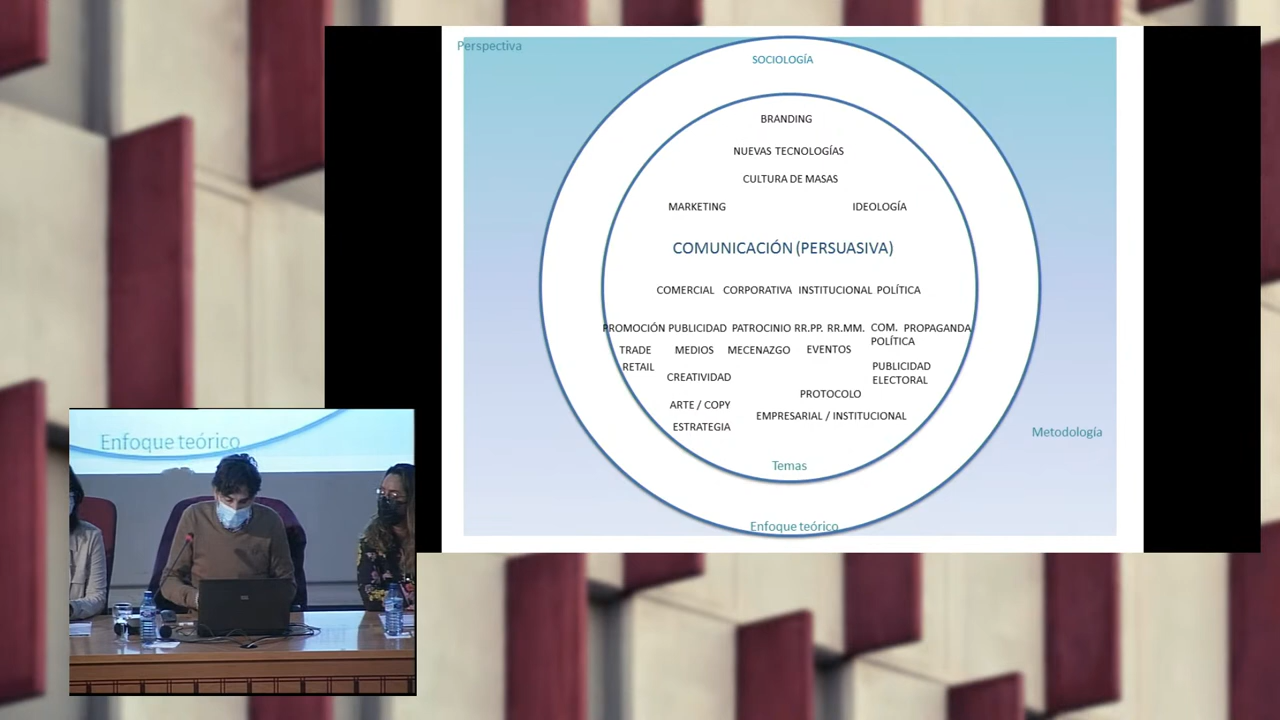 Perspectiva
SOCIOLOGÍA
BRANDING
NUEVAS TECNOLOGÍAS
CULTURA DE MASAS
MARKETING IDEOLOGÍA
COMUNICACIÓN (PERSUASIVA)
COMERCIAL CORPORATIVA INSTITUCIONAL POLÍTICA
PROMOCIÓN PUBLICIDAD PATROCINIO RR.PP. RR.MM. COM. PROPAGANDA
POLÍTICA
TRADE MEDIOS MECENAZGO EVENTOS
RETAIL PUBLICIDAD
CREATIVIDAD ELECTORAL
PROTOCOLO
ARTE / COPY
EMPRESARIAL / INSTITUCIONAL
ESTRATEGIA
Metodología
Temas
Enfoque teórico
Enfoque teórico